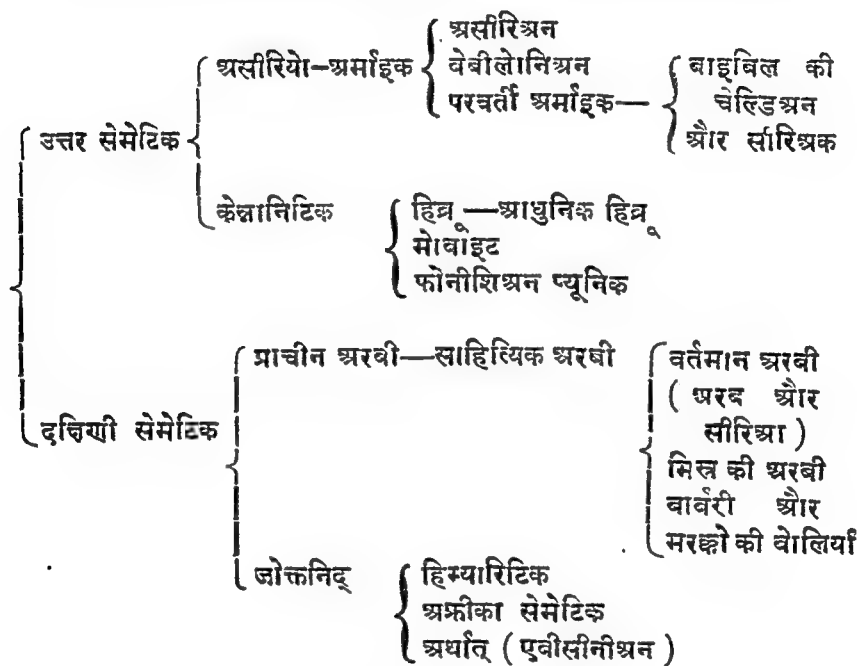 असीरिअन
असीरियो-अर्माइक
वेबीलोनिअन
परवर्ती अर्माइक—
बाइबिल की
चेल्डिअन
और सीरिअक
उत्तर सेमेटिक
केन्नानिटिक
हिब्रू —आधुनिक हिब्रू
मोवाइट
फोनीशिअन प्यूनिक
प्राचीन अरबी—साहित्यिक अरबी
वर्तमान अरबी
( अरब और
सीरिआ )
मिस्र की अरबी
बार्वरी और
मरक्को की बोलियाँ
दक्षिणी सेमेटिक
जोक्तनिद्
हिम्यारिटिक
अफ्रीका सेमेटिक
अर्थात् ( एबीसीनीअन )